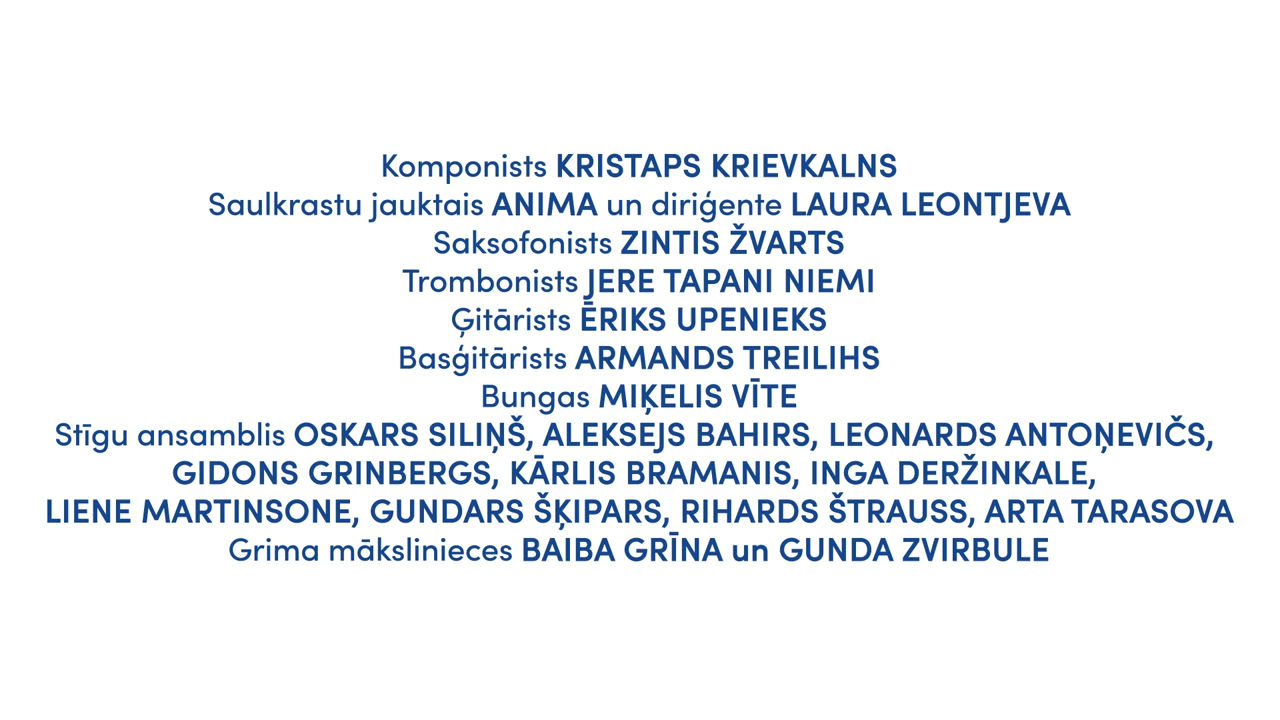 Komponists KRISTAPS KRIEVKALNS
Saulkrastu jauktais ANIMA un diriģente LAURA LEONTJEVA
Saksofonists ZINTIS ŽVARTS
Trombonists JERE TAPANI NIEMI
Ģitārists ĒRIKS UPENIEKS
Basģitārists ARMANDS TREILIHS
Bungas MIĶELIS VĪTE
Stīgu ansamblis OSKARS SILIŅŠ, ALEKSEJS BAHIRS, LEONARDS ANTOŅEVIČS,
GIDONS GRINBERGS, KĀRLIS BRAMANIS, INGA DERŽINKALE,
LIENE MARTINSONE, GUNDARS ŠĶIPARS, RIHARDS ŠTRAUSS, ARTA TARASOVA
Grima mākslinieces BAIBA GRĪNA un GUNDA ZVIRBULE